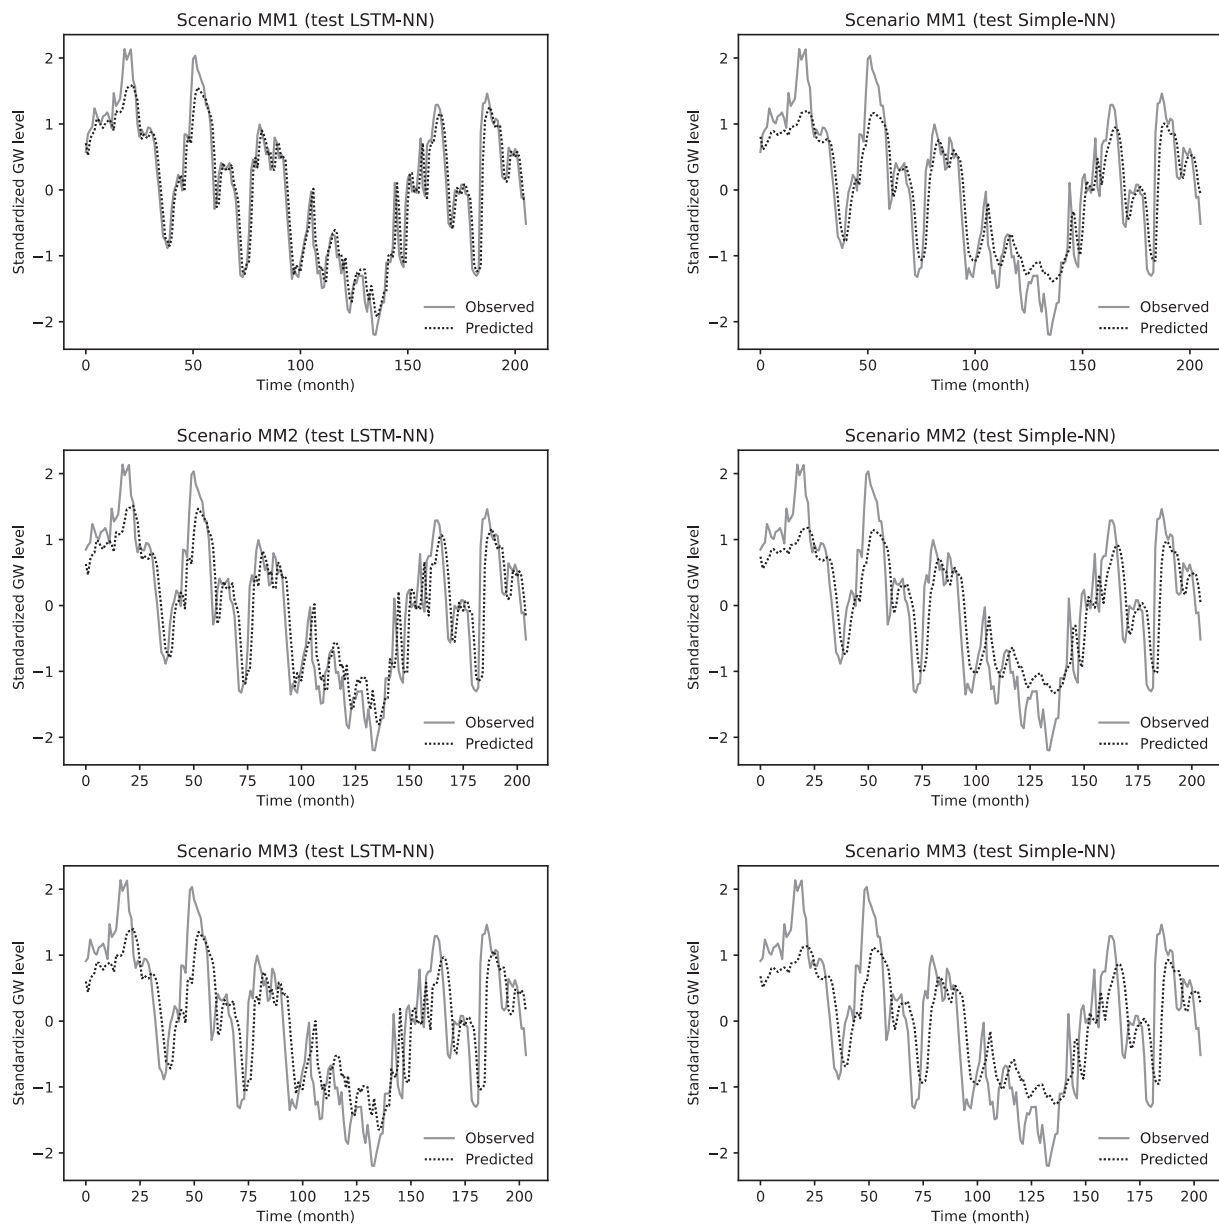 Scenario MM1 (test LSTM-NN)
Standardized GW level
2
1
0
−1
−2
Observed
Predicted
0 50 100 150 200
Time (month)
Scenario MM1 (test Simple-NN)
Standardized GW level
2
1
0
−1
−2
Observed
Predicted
0 50 100 150 200
Time (month)
Scenario MM2 (test LSTM-NN)
Standardized GW level
2
1
0
−1
−2
Observed
Predicted
0 25 50 75 100 125 150 175 200
Time (month)
Scenario MM2 (test Simple-NN)
Standardized GW level
2
1
0
−1
−2
Observed
Predicted
0 25 50 75 100 125 150 175 200
Time (month)
Scenario MM3 (test LSTM-NN)
Standardized GW level
2
1
0
−1
−2
Observed
Predicted
0 25 50 75 100 125 150 175 200
Time (month)
Scenario MM3 (test Simple-NN)
Standardized GW level
2
1
0
−1
−2
Observed
Predicted
0 25 50 75 100 125 150 175 200
Time (month)